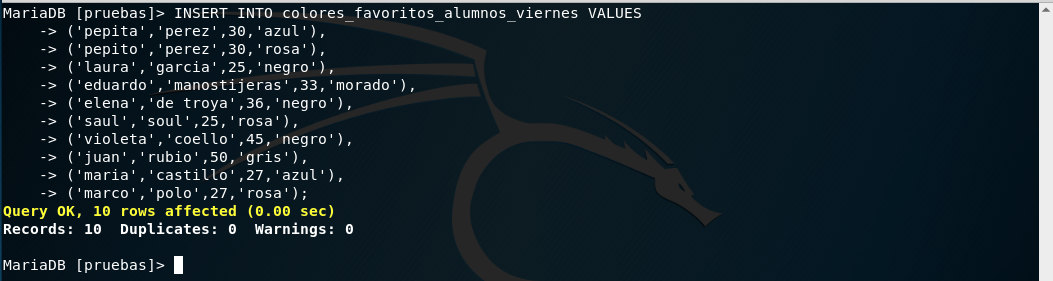 MariaDB [pruebas]> INSERT INTO colores_favoritos_alumnos_viernes VALUES
    -> ('pepita','perez',30,'azul'),
    -> ('pepito','perez',30,'rosa'),
    -> ('laura','garcia',25,'negro'),
    -> ('eduardo','manostijeras',33,'morado'),
    -> ('elena','de troya',36,'negro'),
    -> ('saul','soul',25,'rosa'),
    -> ('violeta','coello',45,'negro'),
    -> ('juan','rubio',50,'gris'),
    -> ('maria','castillo',27,'azul'),
    -> ('marco','polo',27,'rosa');
Query OK, 10 rows affected (0.00 sec)
Records: 10  Duplicates: 0  Warnings: 0
MariaDB [pruebas]>